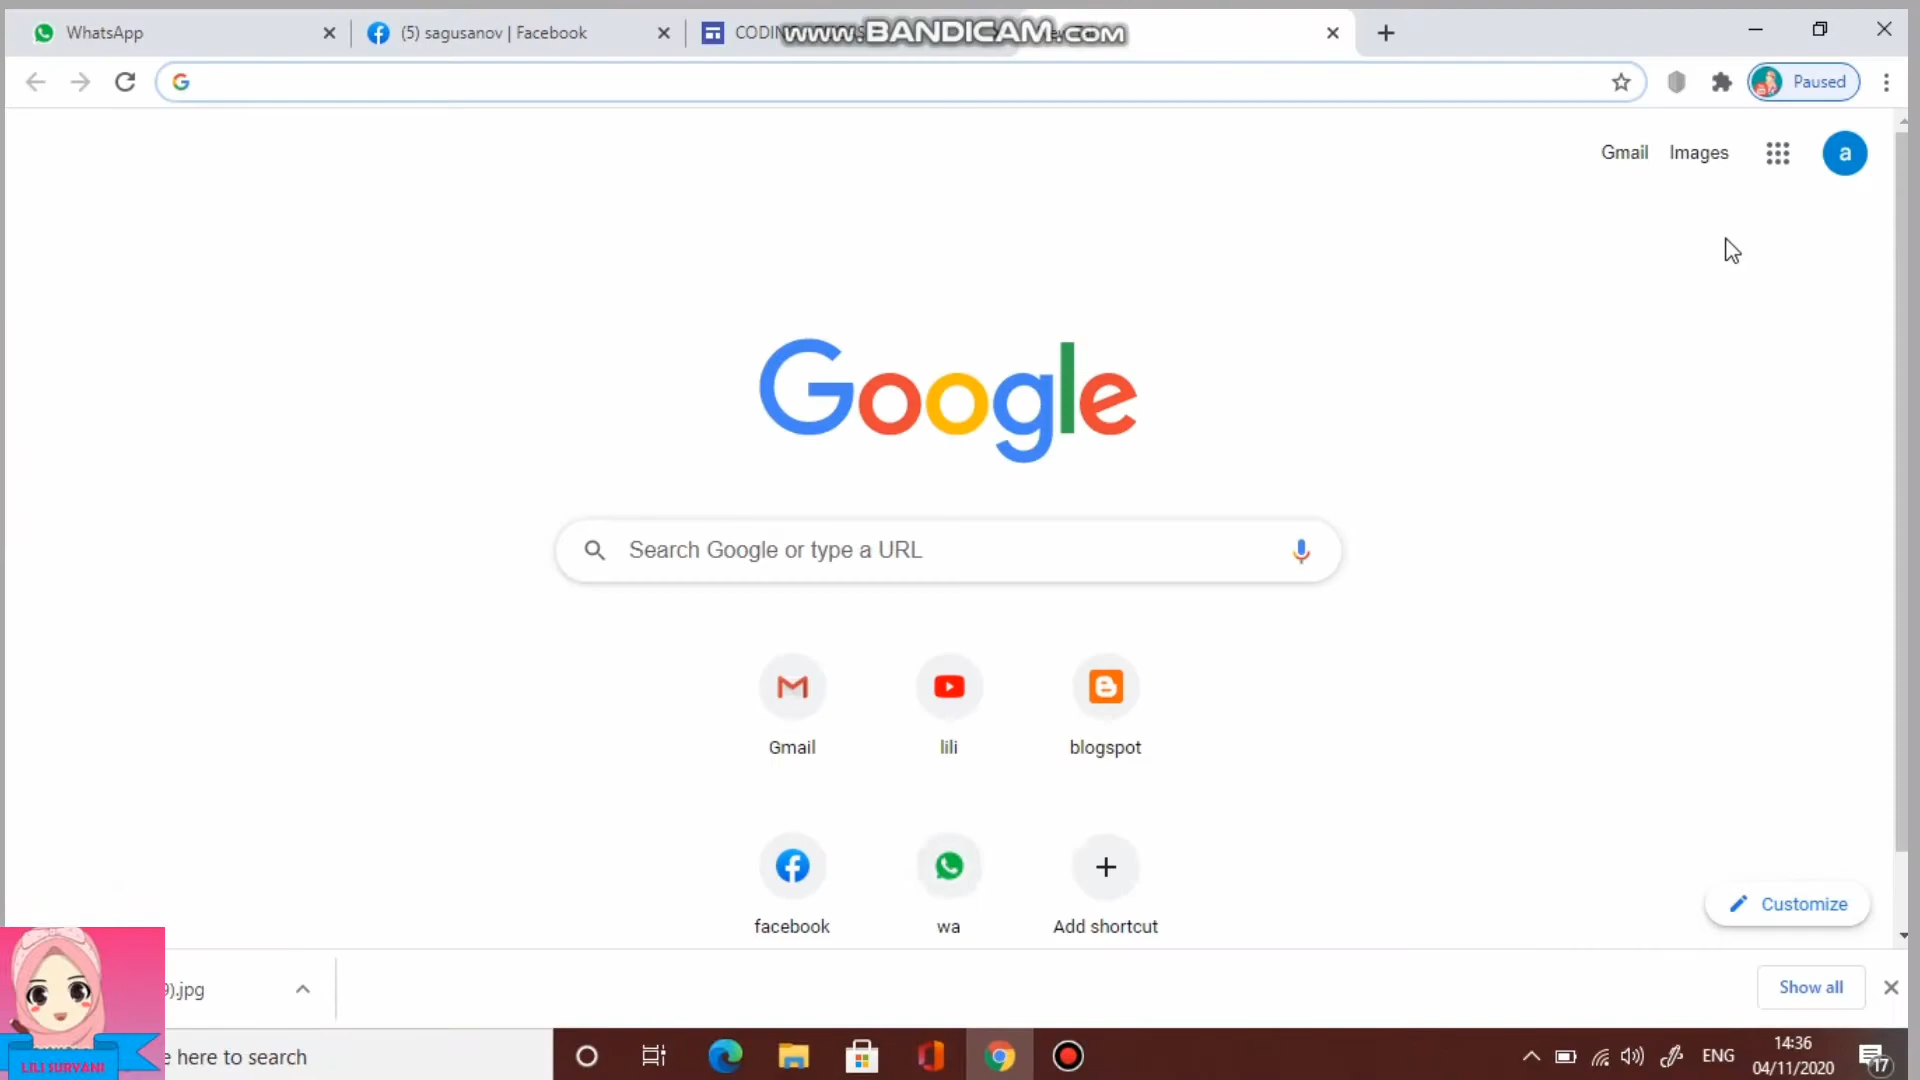 WhatsApp
(5) sagusanov | Facebook
CODIN
www.BANDICAM.com
Paused
Gmail
Images
a
Google
Search Google or type a URL
Gmail
lili
blogspot
facebook
wa
Add shortcut
Customize
).jpg
Show all
LILI SURYANI
e here to search
ENG
14:36
04/11/2020
17